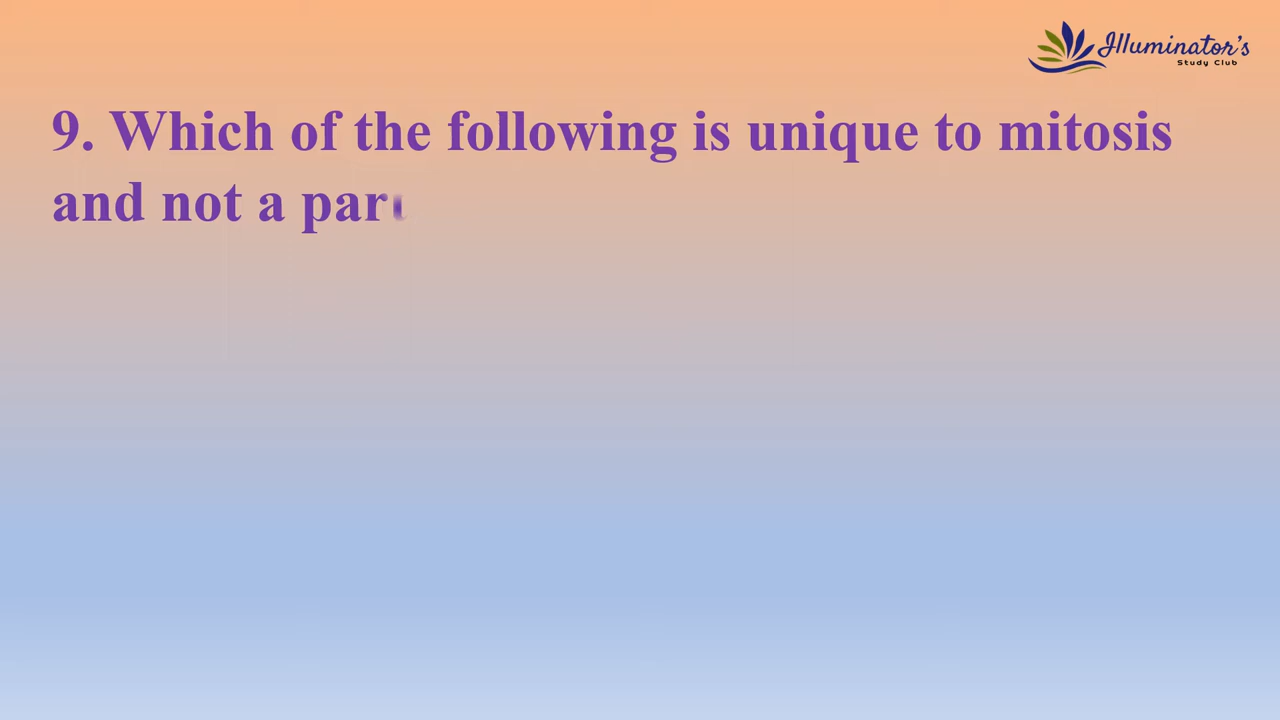 Illuminator's
Study Club
9. Which of the following is unique to mitosis
and not a par